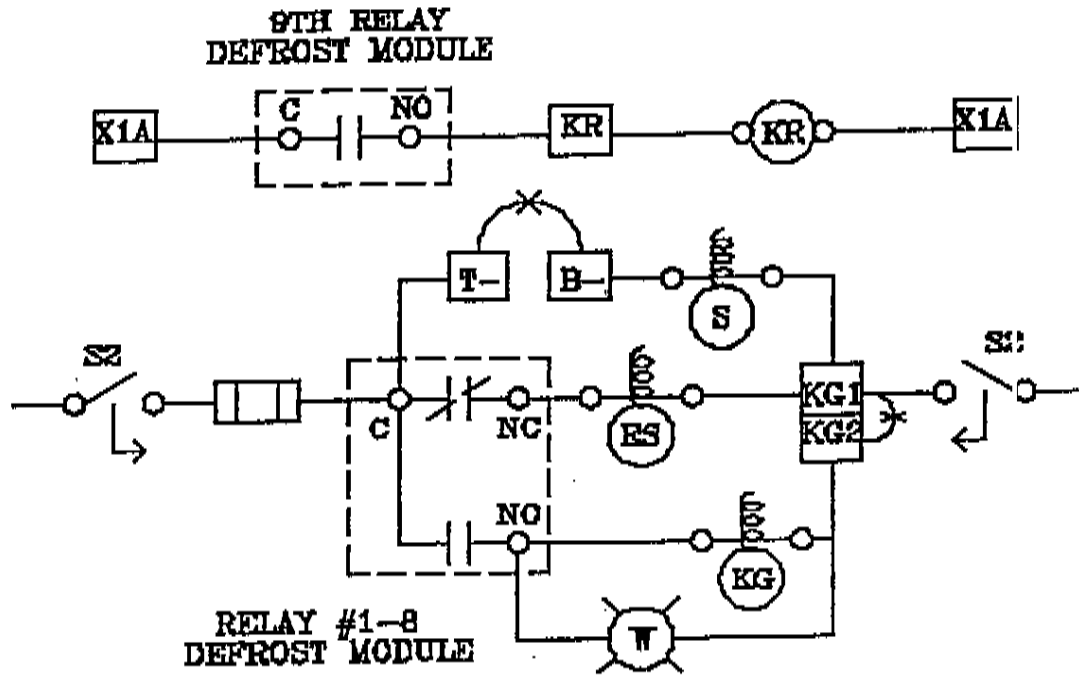 9TH RELAY
DEFROST MODULE
X1A
C
NO
KR
KR
X1A
T-
B-
S
S2
C
NC
ES
KG1
KG2
NO
KG
W
RELAY #1-8
DEFROST MODULE